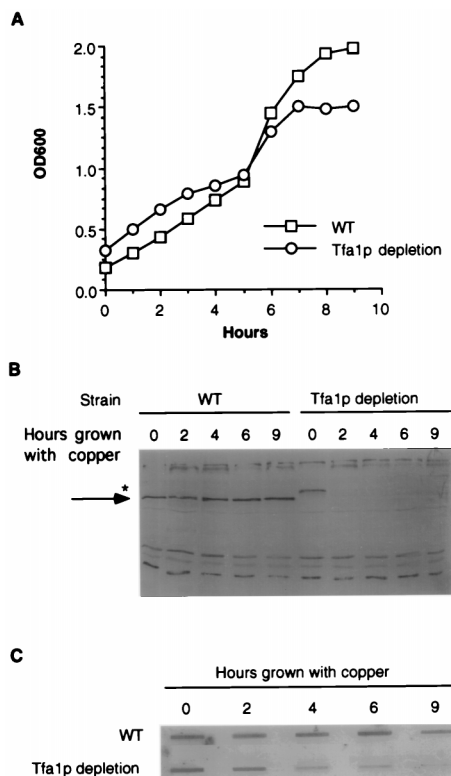 A
2.0
1.5
1.0
0.5
0.0
OD600
0 2 4 6 8 10
Hours
WT
Tfa1p depletion
B
Strain WT Tfa1p depletion
Hours grown with copper 0 2 4 6 9 0 2 4 6 9
*
C
Hours grown with copper
0 2 4 6 9
WT
Tfa1p depletion